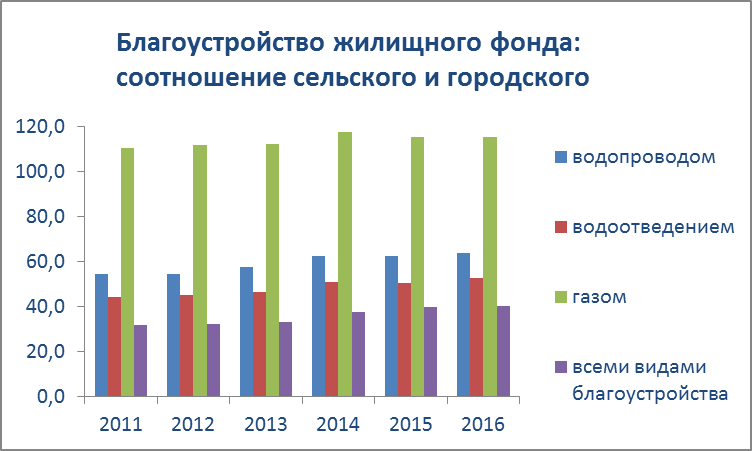 Благоустройство жилищного фонда:
соотношение сельского и городского
120,0
100,0
80,0
60,0
40,0
20,0
0,0
2011 2012 2013 2014 2015 2016
водопроводом
водоотведением
газом
всеми видами
благоустройства